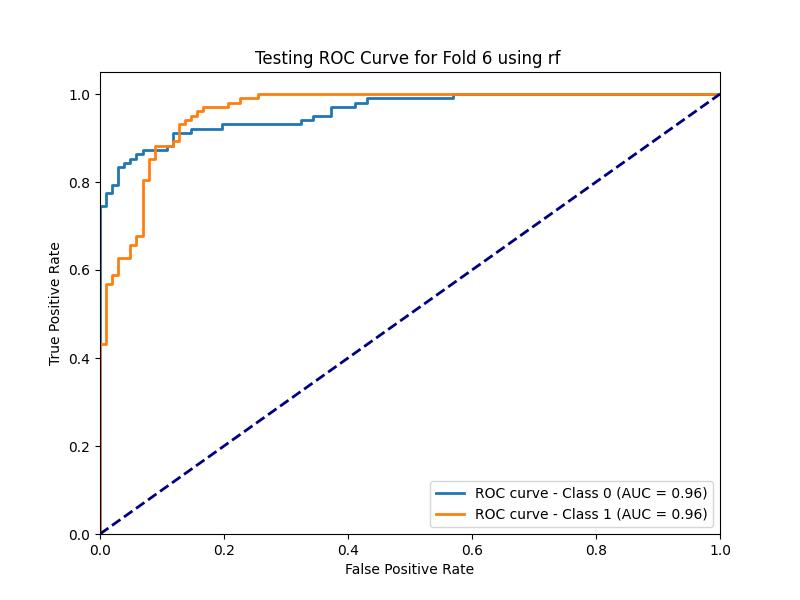 Testing ROC Curve for Fold 6 using rf
True Positive Rate
1.0
0.8
0.6
0.4
0.2
0.0
0.0 0.2 0.4 0.6 0.8 1.0
False Positive Rate
ROC curve - Class 0 (AUC = 0.96)
ROC curve - Class 1 (AUC = 0.96)